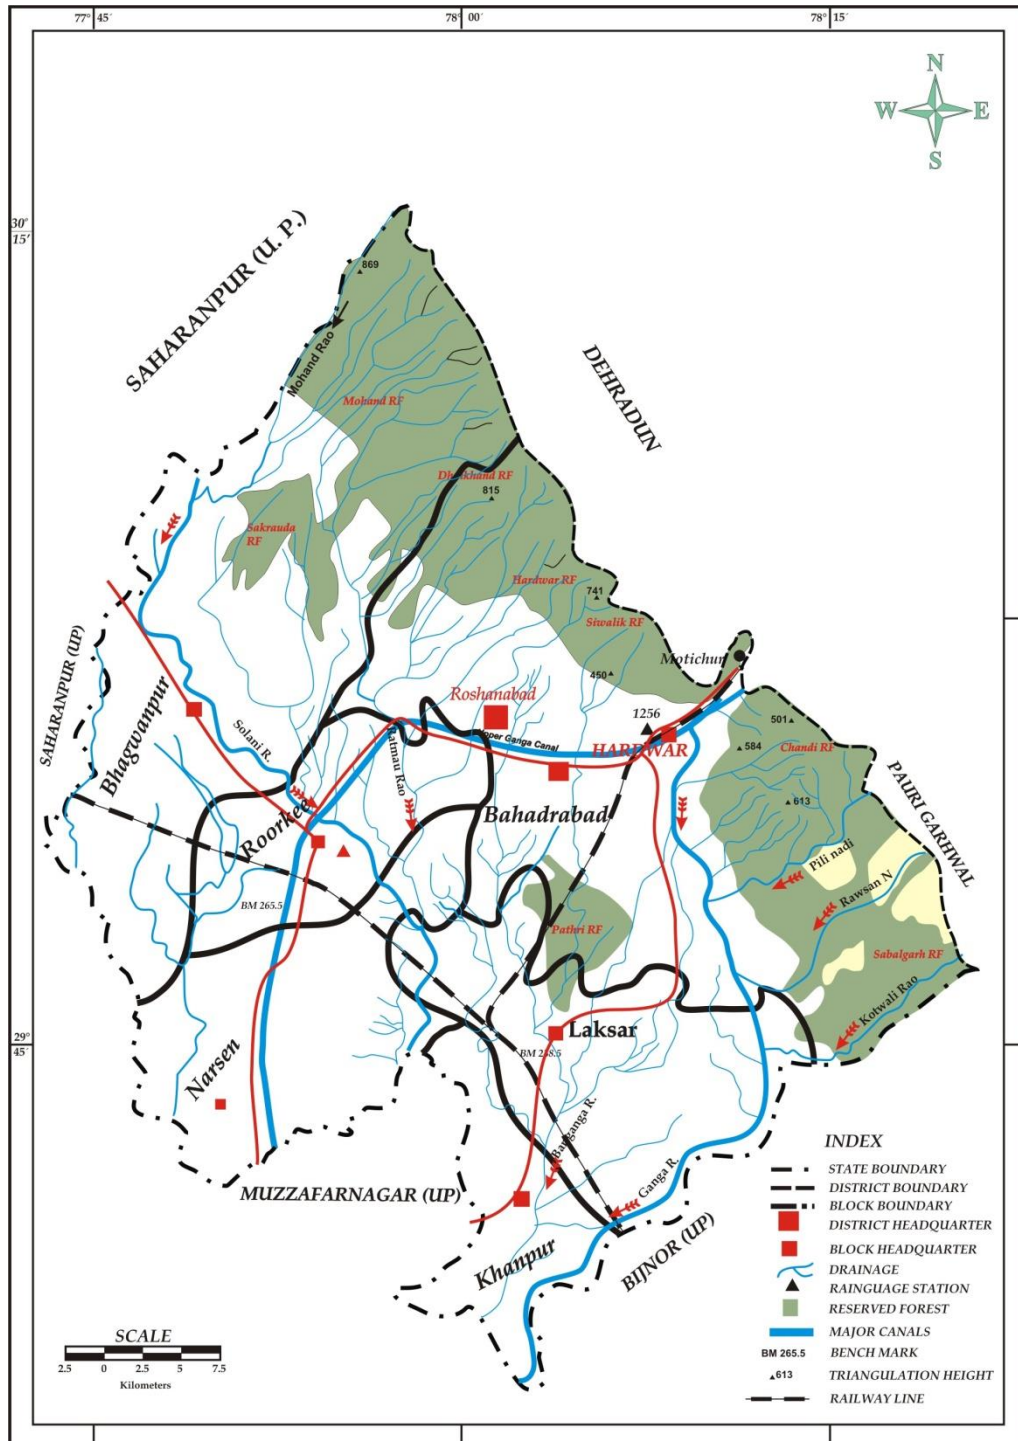 77° 45´
78° 00´
78° 15´
N
W E
S
30°
15'
SAHARANPUR (U. P.)
869
Mohand Rao
DEHRADUN
Mohand RF
815
Sakrauda
RF
Hardwar RF
741
Siwalik RF
SAHARANPUR (UP)
Motichur
450
Roshanabad
1256
501
Bhagwanpur
Solani R.
Ratmau Rao
Upper Ganga Canal
HARDWAR
584
Chandi RF
PAURI GARHWAL
613
Roorkee
Bahadrabad
Pili nadi
BM 265.5
Rawsan N
Pathri RF
Sabalgarh RF
Kotwali Rao
29°
45'
Laksar
Narsen
Banganga R.
Ganga R.
MUZZAFARNAGAR (UP)
Khanpur
BIJNOR (UP)
INDEX
STATE BOUNDARY
DISTRICT BOUNDARY
BLOCK BOUNDARY
DISTRICT HEADQUARTER
BLOCK HEADQUARTER
DRAINAGE
RAINGUAGE STATION
RESERVED FOREST
MAJOR CANALS
BM 265.5 BENCH MARK
613 TRIANGULATION HEIGHT
RAILWAY LINE
SCALE
2.5 0 2.5 5 7.5
Kilometers